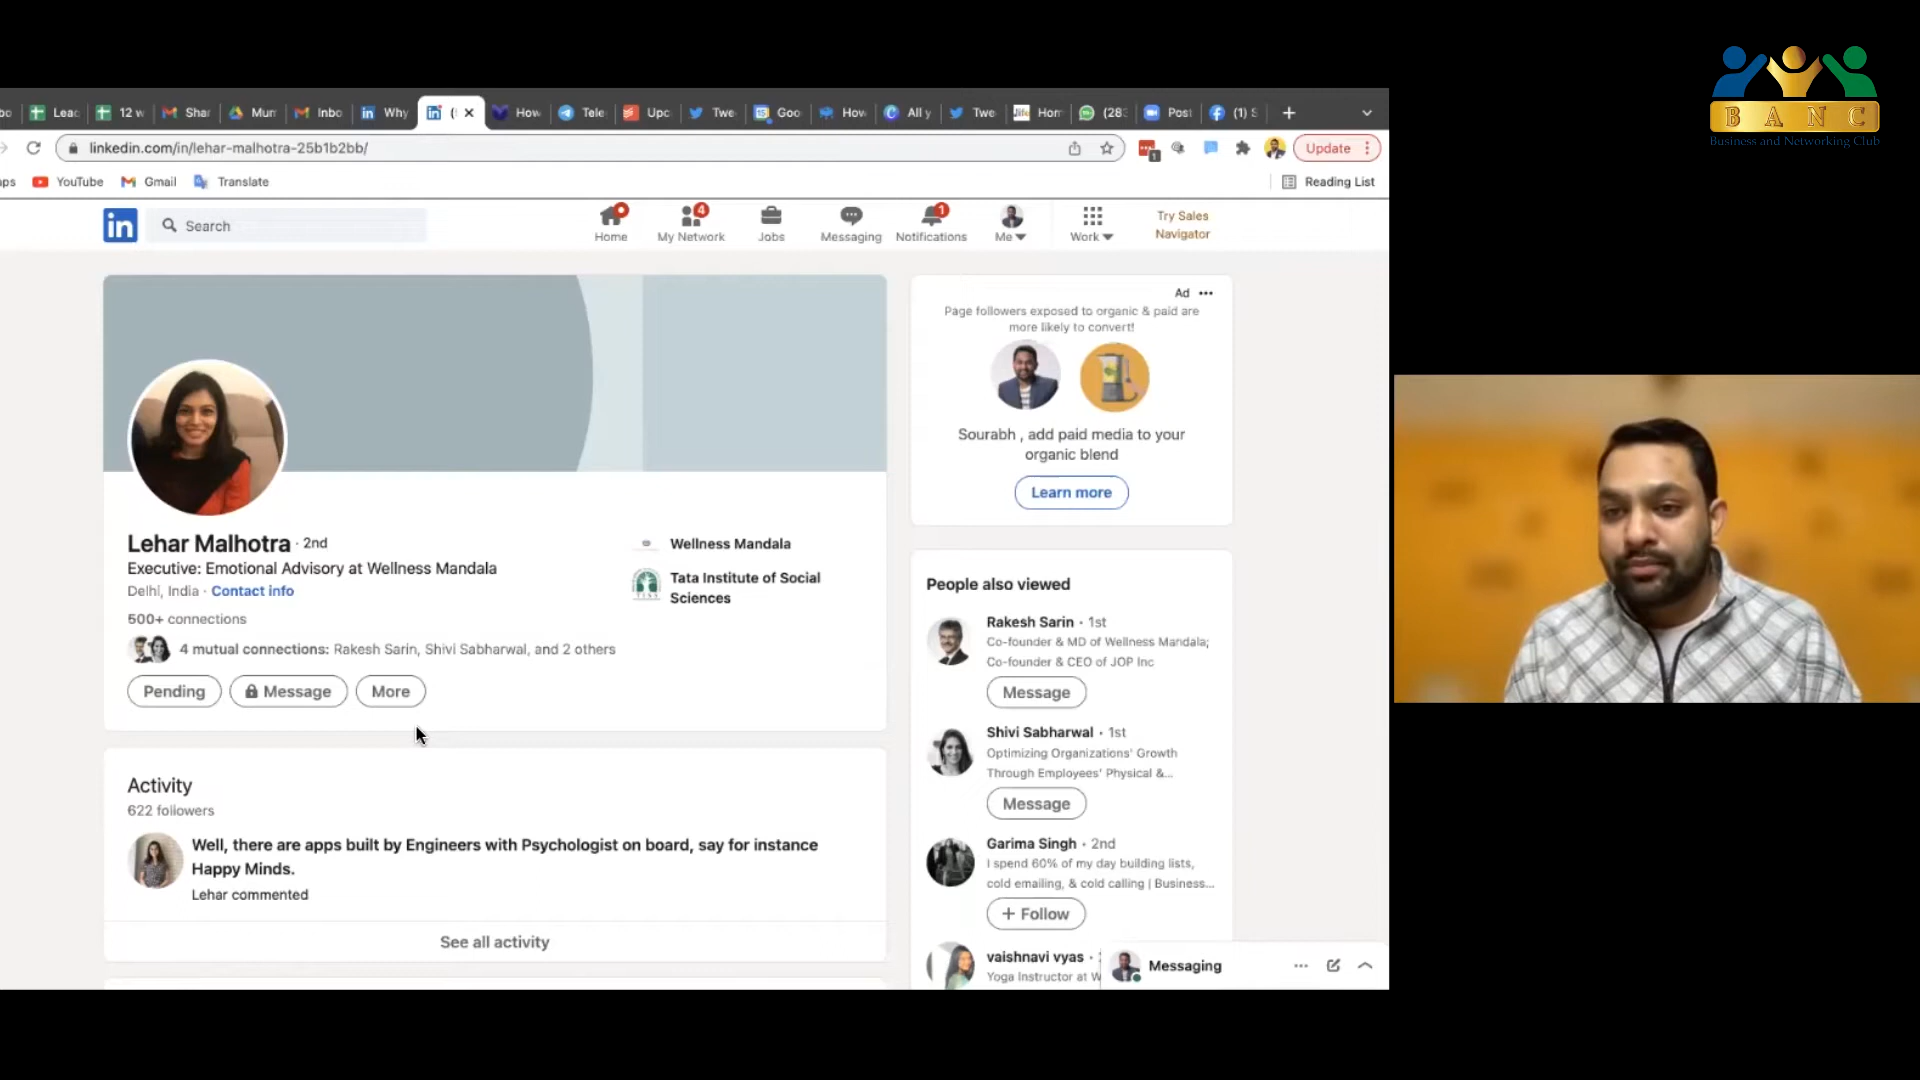 B A N C
Business and Networking Club
Leac
12 w
Shar
Mun
Inbo
Why
How
Tele
Upc
Twe
Goo
How
All y
Twe
Hom
(283
Post
(1) S
linkedin.com/in/lehar-malhotra-25b1b2bb/
1
Update
YouTube
Gmail
Translate
Reading List
in
Search
Home
4
My Network
Jobs
Messaging
1
Notifications
Me
Work
Try Sales
Navigator
Lehar Malhotra · 2nd
Executive: Emotional Advisory at Wellness Mandala
Delhi, India · Contact info
500+ connections
4 mutual connections: Rakesh Sarin, Shivi Sabharwal, and 2 others
Pending
Message
More
Wellness Mandala
Tata Institute of Social
Sciences
Activity
622 followers
Well, there are apps built by Engineers with Psychologist on board, say for instance
Happy Minds.
Lehar commented
See all activity
Ad
Page followers exposed to organic & paid are
more likely to convert!
Sourabh , add paid media to your
organic blend
Learn more
People also viewed
Rakesh Sarin · 1st
Co-founder & MD of Wellness Mandala;
Co-founder & CEO of JOP Inc
Message
Shivi Sabharwal · 1st
Optimizing Organizations' Growth
Through Employees' Physical &...
Message
Garima Singh · 2nd
I spend 60% of my day building lists,
cold emailing, & cold calling | Business...
+ Follow
vaishnavi vyas ·
Yoga Instructor at W
Messaging